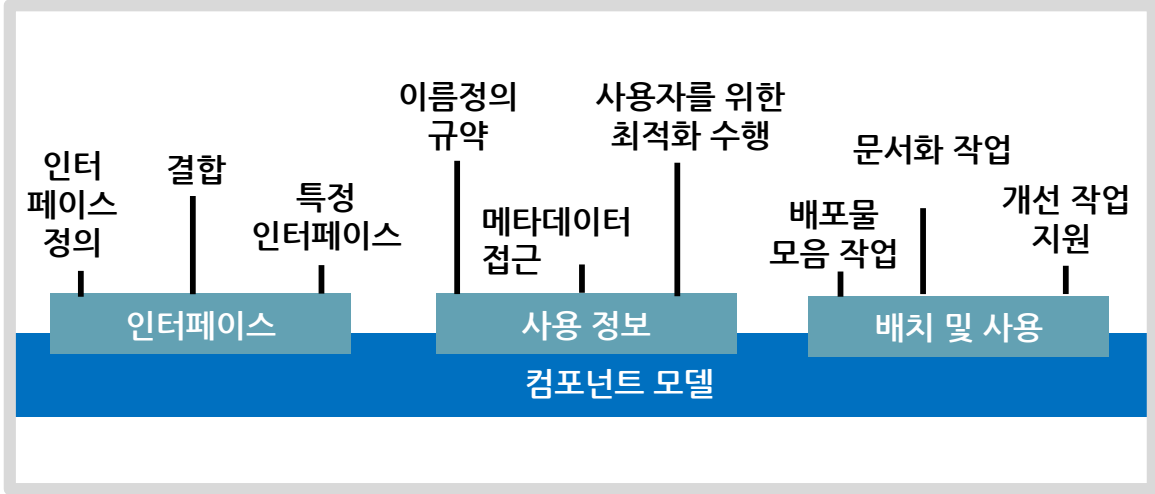 인터
페이스
정의
결합
특정
인터페이스
이름정의
규약
메타데이터
접근
사용자를 위한
최적화 수행
배포물
모음 작업
문서화 작업
개선 작업
지원
인터페이스
사용 정보
배치 및 사용
컴포넌트 모델